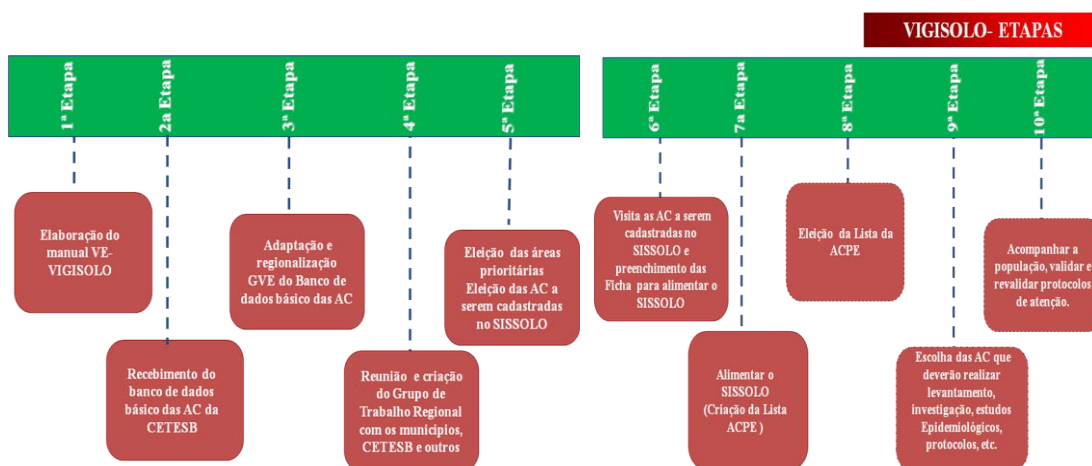 VIGISOLO- ETAPAS
1ª Etapa
2a Etapa
3ª Etapa
4ª Etapa
5ª Etapa
6ª Etapa
7a Etapa
8ª Etapa
9ª Etapa
10ª Etapa
Elaboração do
manual VE-
VIGISOLO
Recebimento do
banco de dados
básico das AC da
CETESB
Adaptação e
regionalização
GVE do Banco de
dados básico das AC
Reunião e criação
do Grupo de
Trabalho Regional
com os municípios,
CETESB e outros
Eleição das áreas
prioritárias
Eleição das AC a
serem cadastradas
no SISSOLO
Visita as AC a serem
cadastradas no
SISSOLO e
preenchimento das
Ficha para alimentar o
SISSOLO
Alimentar o
SISSOLO
(Criação da Lista
ACPE )
Eleição da Lista da
ACPE
Escolha das AC que
deverão realizar
levantamento,
investigação, estudos
Epidemiológicos,
protocolos, etc.
Acompanhar a
população, validar e
revalidar protocolos
de atenção.